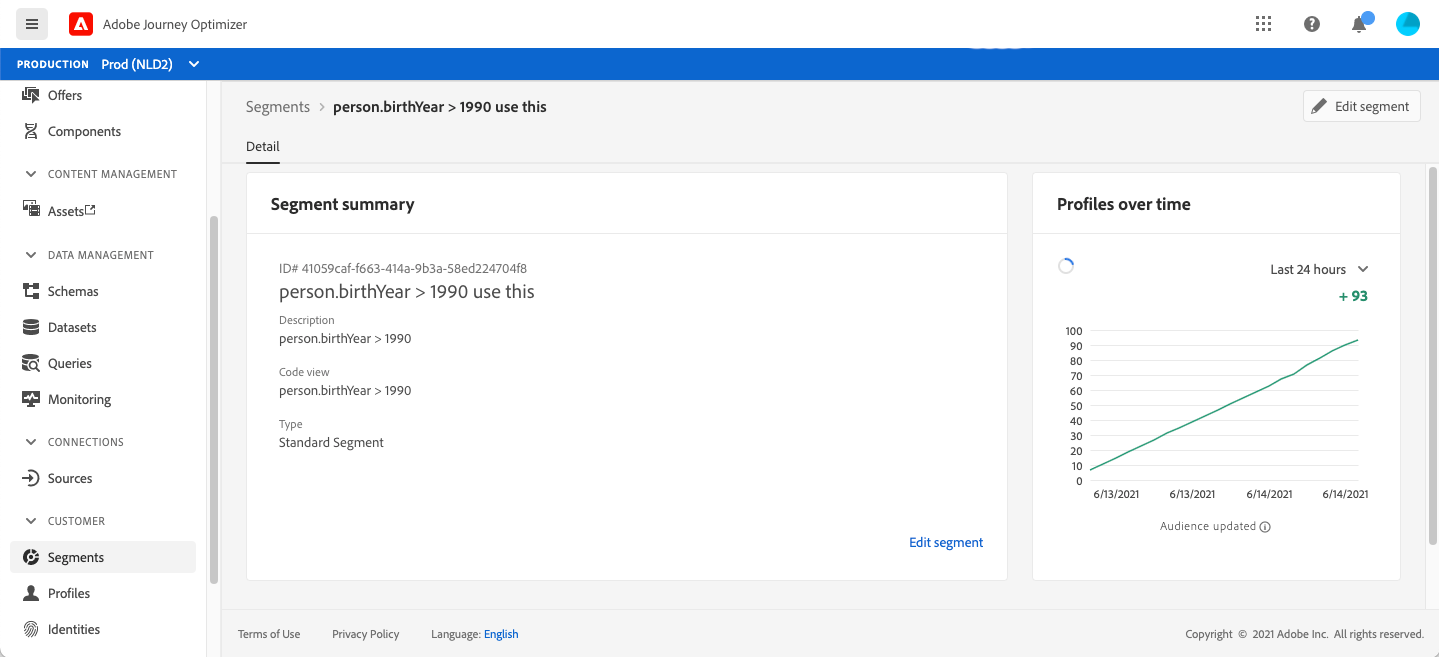 Adobe Journey Optimizer
PRODUCTION Prod (NLD2)
Offers
Components
CONTENT MANAGEMENT
Assets
DATA MANAGEMENT
Schemas
Datasets
Queries
Monitoring
CONNECTIONS
Sources
CUSTOMER
Segments
Profiles
Identities
Segments > person.birthYear > 1990 use this
Edit segment
Detail
Segment summary
ID# 41059caf-f663-414a-9b3a-58ed224704f8
person.birthYear > 1990 use this
Description
person.birthYear > 1990
Code view
person.birthYear > 1990
Type
Standard Segment
Edit segment
Profiles over time
Last 24 hours
+ 93
100
90
80
70
60
50
40
30
20
10
0
6/13/2021 6/13/2021 6/14/2021 6/14/2021
Audience updated
Terms of Use Privacy Policy Language: English
Copyright © 2021 Adobe Inc. All rights reserved.